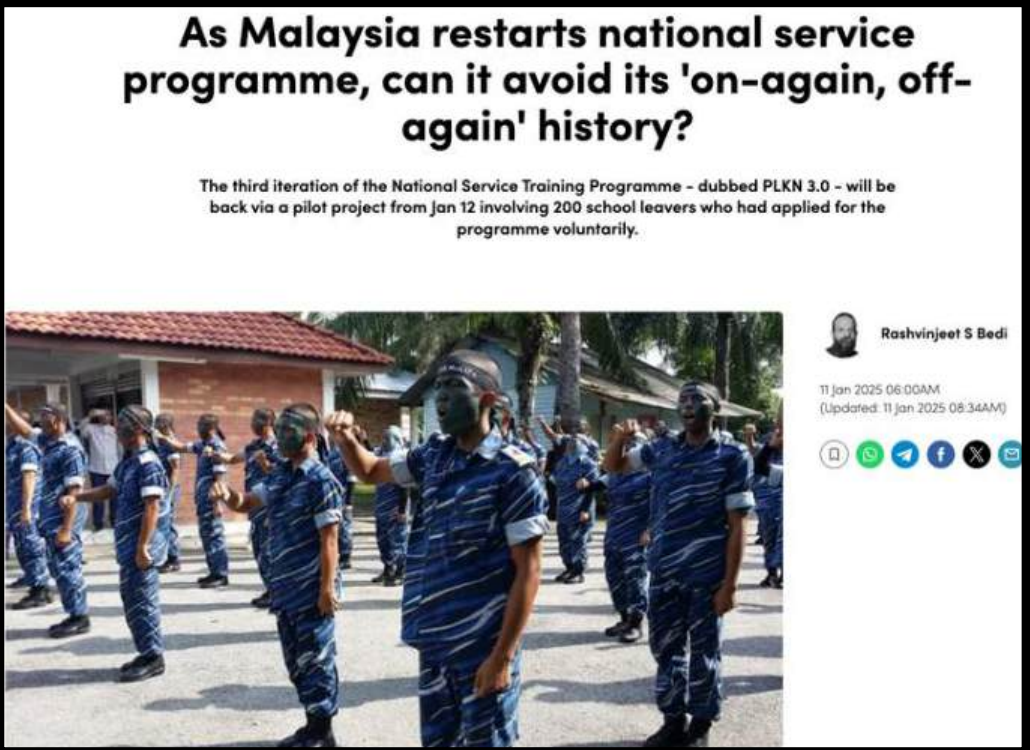 As Malaysia restarts national service
programme, can it avoid its 'on-again, off-
again' history?
The third iteration of the National Service Training Programme - dubbed PLKN 3.0 - will be
back via a pilot project from Jan 12 involving 200 school leavers who had applied for the
programme voluntarily.
Rashvinjeet S Bedi
11 Jan 2025 06:00AM
(Updated: 11 Jan 2025 08:34AM)